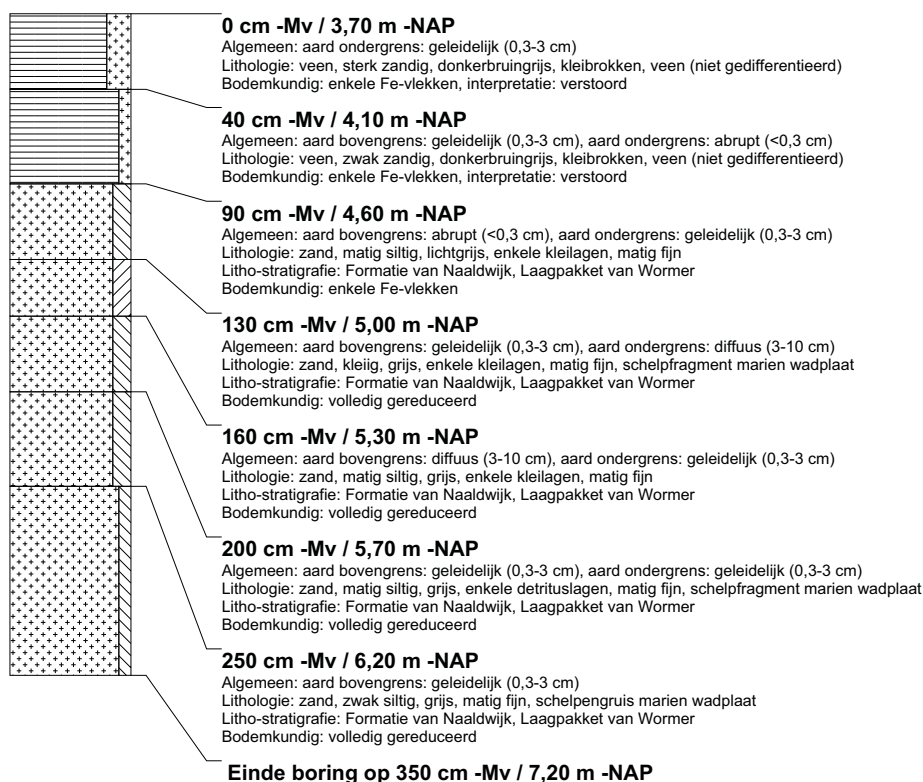 0 cm -Mv / 3,70 m -NAP
Algemeen: aard ondergrens: geleidelijk (0,3-3 cm)
Lithologie: veen, sterk zandig, donkerbruingrijs, kleibrokken, veen (niet gedifferentieerd)
Bodemkundig: enkele Fe-vlekken, interpretatie: verstoord
40 cm -Mv / 4,10 m -NAP
Algemeen: aard bovengrens: geleidelijk (0,3-3 cm), aard ondergrens: abrupt (<0,3 cm)
Lithologie: veen, zwak zandig, donkerbruingrijs, kleibrokken, veen (niet gedifferentieerd)
Bodemkundig: enkele Fe-vlekken, interpretatie: verstoord
90 cm -Mv / 4,60 m -NAP
Algemeen: aard bovengrens: abrupt (<0,3 cm), aard ondergrens: geleidelijk (0,3-3 cm)
Lithologie: zand, matig siltig, lichtgrijs, enkele kleilagen, matig fijn
Litho-stratigrafie: Formatie van Naaldwijk, Laagpakket van Wormer
Bodemkundig: enkele Fe-vlekken
130 cm -Mv / 5,00 m -NAP
Algemeen: aard bovengrens: geleidelijk (0,3-3 cm), aard ondergrens: diffuus (3-10 cm)
Lithologie: zand, kleiig, grijs, enkele kleilagen, matig fijn, schelpfragment marien wadplaat
Litho-stratigrafie: Formatie van Naaldwijk, Laagpakket van Wormer
Bodemkundig: volledig gereduceerd
160 cm -Mv / 5,30 m -NAP
Algemeen: aard bovengrens: diffuus (3-10 cm), aard ondergrens: geleidelijk (0,3-3 cm)
Lithologie: zand, matig siltig, grijs, enkele kleilagen, matig fijn
Litho-stratigrafie: Formatie van Naaldwijk, Laagpakket van Wormer
Bodemkundig: volledig gereduceerd
200 cm -Mv / 5,70 m -NAP
Algemeen: aard bovengrens: geleidelijk (0,3-3 cm), aard ondergrens: geleidelijk (0,3-3 cm)
Lithologie: zand, matig siltig, grijs, enkele detrituslagen, matig fijn, schelpfragment marien wadplaat
Litho-stratigrafie: Formatie van Naaldwijk, Laagpakket van Wormer
Bodemkundig: volledig gereduceerd
250 cm -Mv / 6,20 m -NAP
Algemeen: aard bovengrens: geleidelijk (0,3-3 cm)
Lithologie: zand, zwak siltig, grijs, matig fijn, schelpengruis marien wadplaat
Litho-stratigrafie: Formatie van Naaldwijk, Laagpakket van Wormer
Bodemkundig: volledig gereduceerd
Einde boring op 350 cm -Mv / 7,20 m -NAP